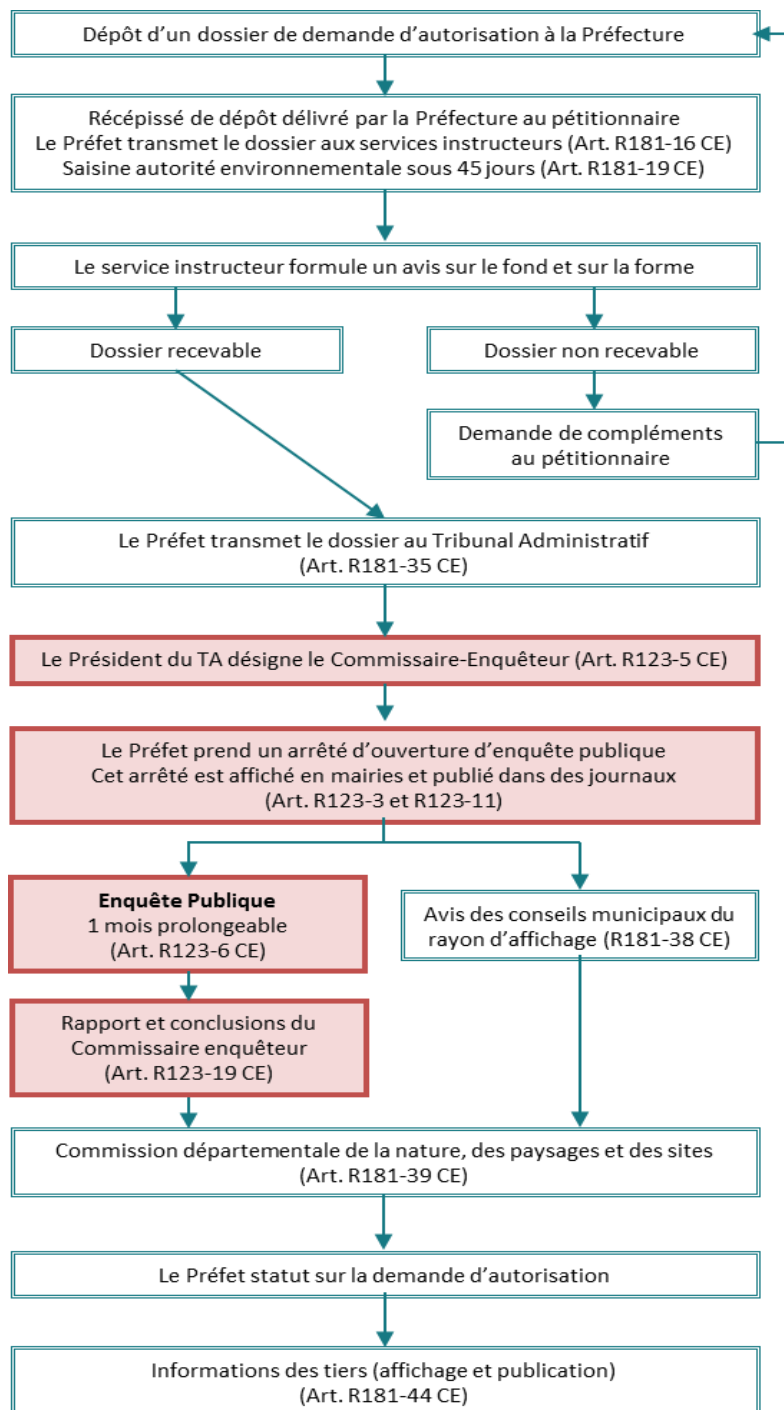 Dépôt d’un dossier de demande d’autorisation à la Préfecture
Récépissé de dépôt délivré par la Préfecture au pétitionnaire
Le Préfet transmet le dossier aux services instructeurs (Art. R181-16 CE)
Saisine autorité environnementale sous 45 jours (Art. R181-19 CE)
Le service instructeur formule un avis sur le fond et sur la forme
Dossier recevable
Dossier non recevable
Demande de compléments
au pétitionnaire
Le Préfet transmet le dossier au Tribunal Administratif
(Art. R181-35 CE)
Le Président du TA désigne le Commissaire-Enquêteur (Art. R123-5 CE)
Le Préfet prend un arrêté d’ouverture d’enquête publique
Cet arrêté est affiché en mairies et publié dans des journaux
(Art. R123-3 et R123-11)
Enquête Publique
1 mois prolongeable
(Art. R123-6 CE)
Avis des conseils municipaux du
rayon d’affichage (R181-38 CE)
Rapport et conclusions du
Commissaire enquêteur
(Art. R123-19 CE)
Commission départementale de la nature, des paysages et des sites
(Art. R181-39 CE)
Le Préfet statut sur la demande d’autorisation
Informations des tiers (affichage et publication)
(Art. R181-44 CE)